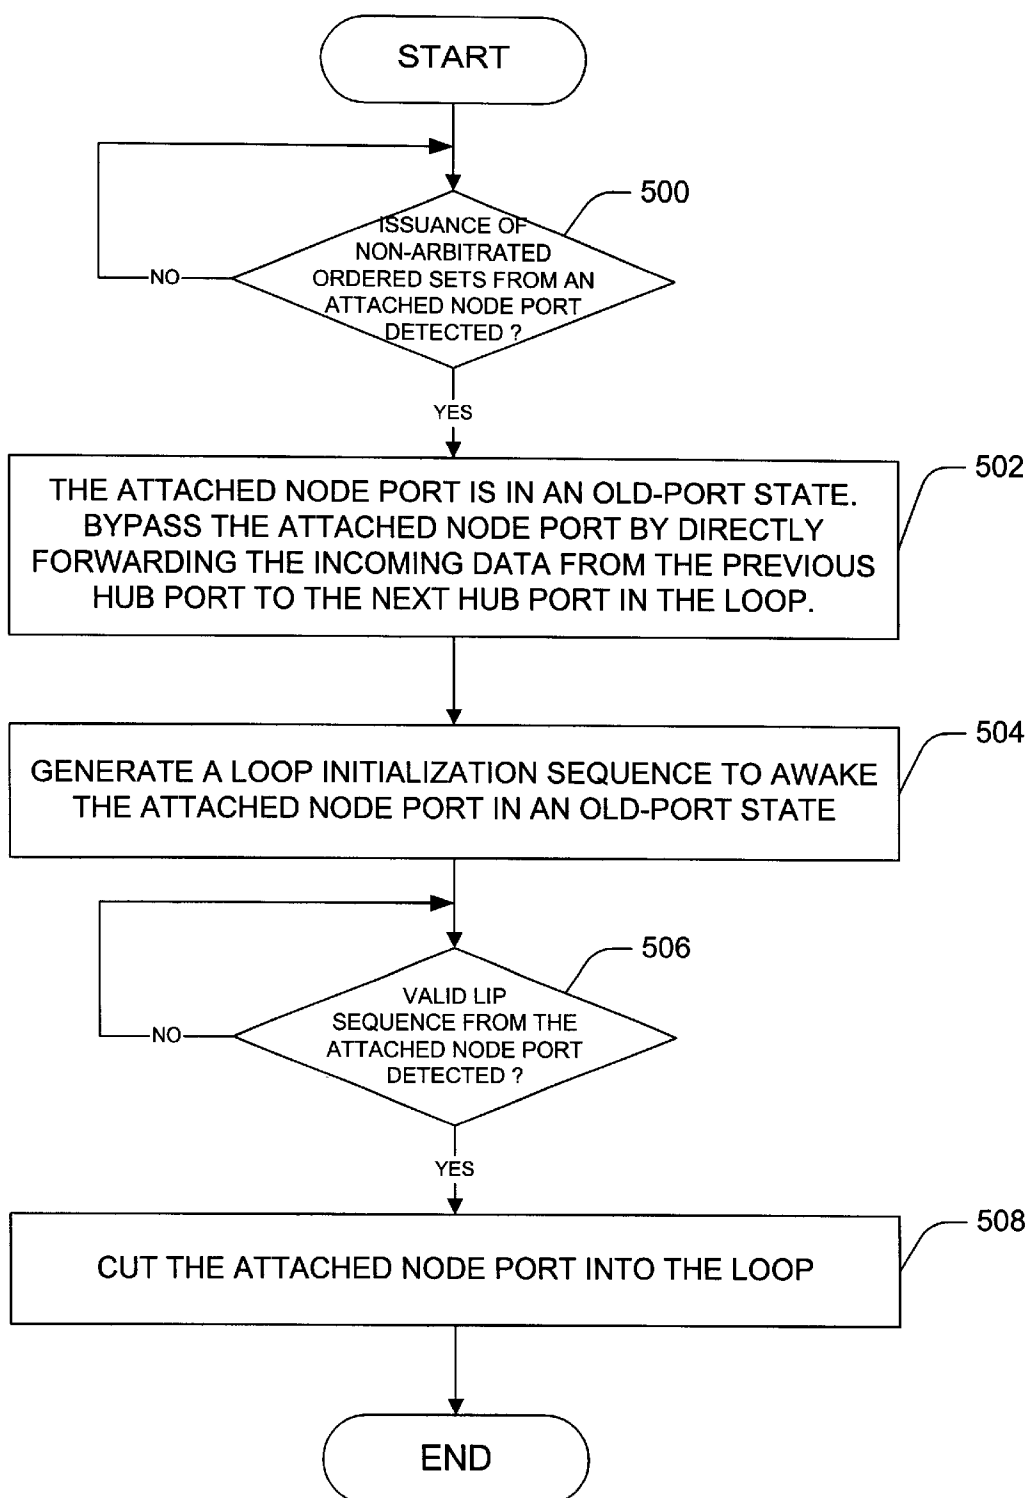 START
500
ISSUANCE OF
NON-ARBITRATED
ORDERED SETS FROM AN
ATTACHED NODE PORT
DETECTED ?
NO
YES
502
THE ATTACHED NODE PORT IS IN AN OLD-PORT STATE.
BYPASS THE ATTACHED NODE PORT BY DIRECTLY
FORWARDING THE INCOMING DATA FROM THE PREVIOUS
HUB PORT TO THE NEXT HUB PORT IN THE LOOP.
504
GENERATE A LOOP INITIALIZATION SEQUENCE TO AWAKE
THE ATTACHED NODE PORT IN AN OLD-PORT STATE
506
VALID LIP
SEQUENCE FROM THE
ATTACHED NODE PORT
DETECTED ?
NO
YES
508
CUT THE ATTACHED NODE PORT INTO THE LOOP
END